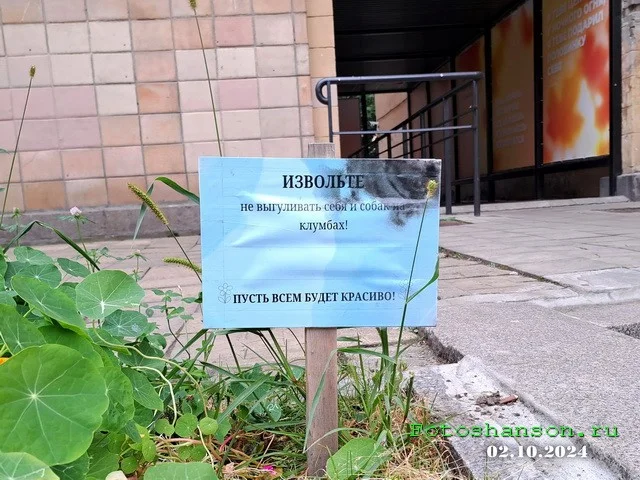 ИЗВОЛЬТЕ
не выгуливать себя и собак на
клумбах!
ПУСТЬ ВСЕМ БУДЕТ КРАСИВО!
Fotoshanson.ru
02.10.2024